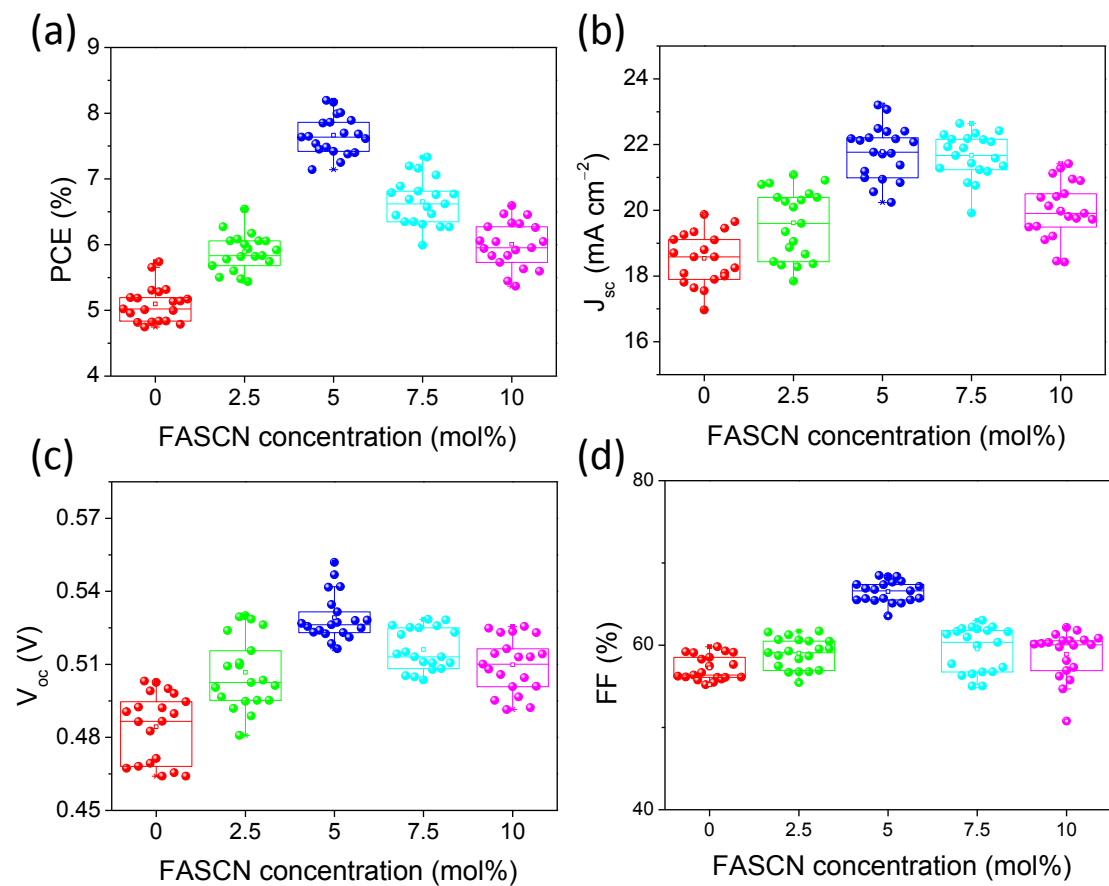 (a)
PCE (%)
9
8
7
6
5
4
0 2.5 5 7.5 10
FASCN concentration (mol%)
(b)
J_sc (mA cm⁻²)
24
22
20
18
16
0 2.5 5 7.5 10
FASCN concentration (mol%)
(c)
V_oc (V)
0.57
0.54
0.51
0.48
0.45
0 2.5 5 7.5 10
FASCN concentration (mol%)
(d)
FF (%)
80
60
40
0 2.5 5 7.5 10
FASCN concentration (mol%)